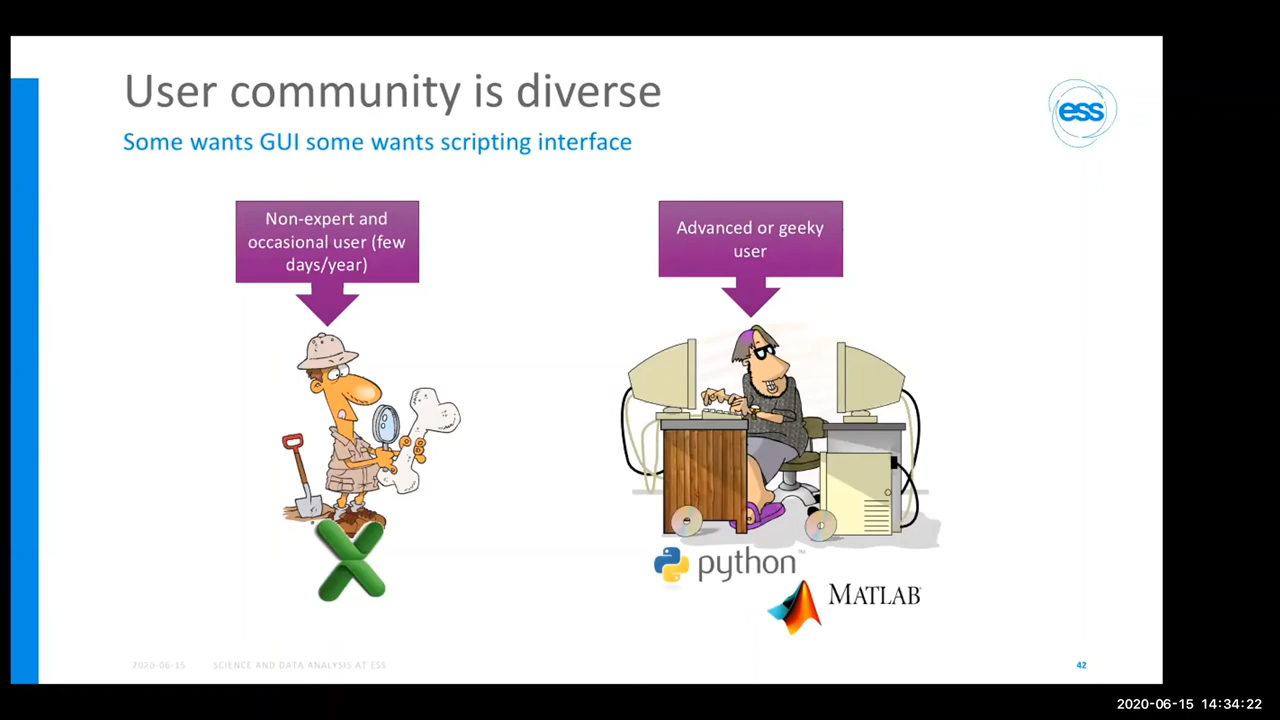 User community is diverse
Some wants GUI some wants scripting interface
ess
Non-expert and
occasional user (few
days/year)
Advanced or geeky
user
python™
MATLAB
2020-06-15 SCIENCE AND DATA ANALYSIS AT ESS
42
2020-06-15 14:34:22